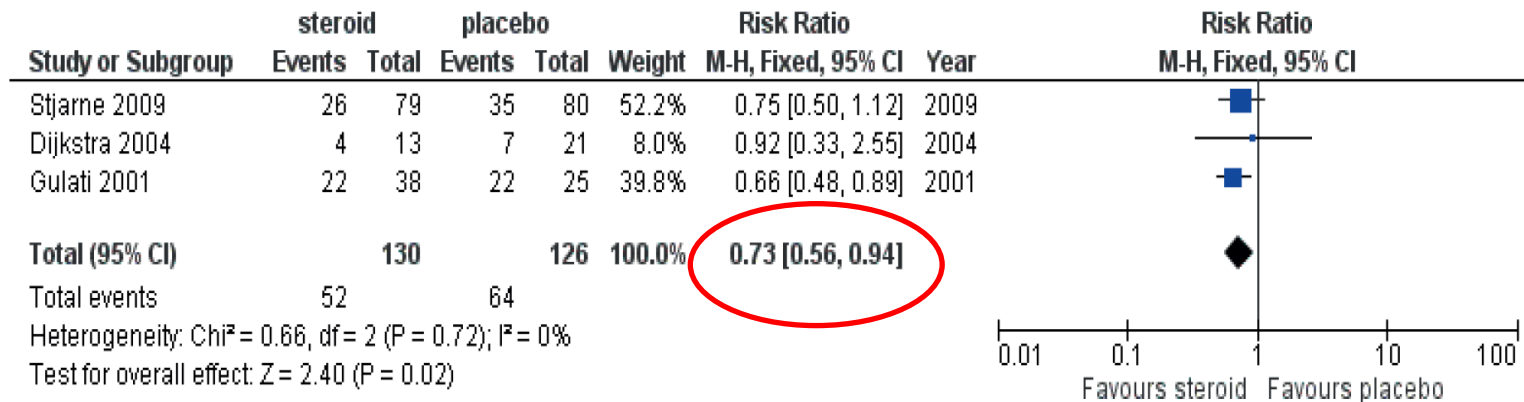 steroid placebo Risk Ratio Risk Ratio
Study or Subgroup Events Total Events Total Weight M-H, Fixed, 95% CI Year M-H, Fixed, 95% CI
Stjarne 2009 26 79 35 80 52.2% 0.75 [0.50, 1.12] 2009
Dijkstra 2004 4 13 7 21 8.0% 0.92 [0.33, 2.55] 2004
Gulati 2001 22 38 22 25 39.8% 0.66 [0.48, 0.89] 2001
Total (95% CI) 130 126 100.0% 0.73 [0.56, 0.94]
Total events 52 64
Heterogeneity: Chi² = 0.66, df = 2 (P = 0.72); I² = 0%
Test for overall effect: Z = 2.40 (P = 0.02)
0.01 0.1 1 10 100
Favours steroid Favours placebo